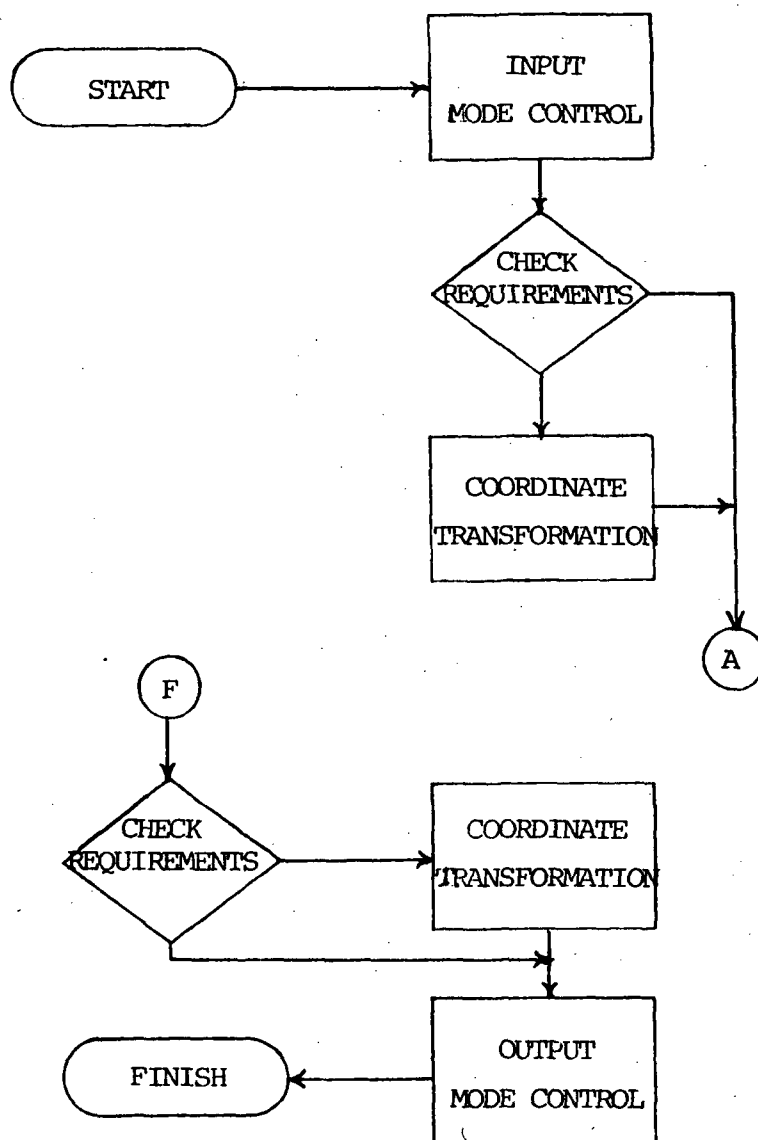 START
INPUT
MODE CONTROL
CHECK
REQUIREMENTS
COORDINATE
TRANSFORMATION
A
F
CHECK
REQUIREMENTS
COORDINATE
TRANSFORMATION
OUTPUT
MODE CONTROL
FINISH